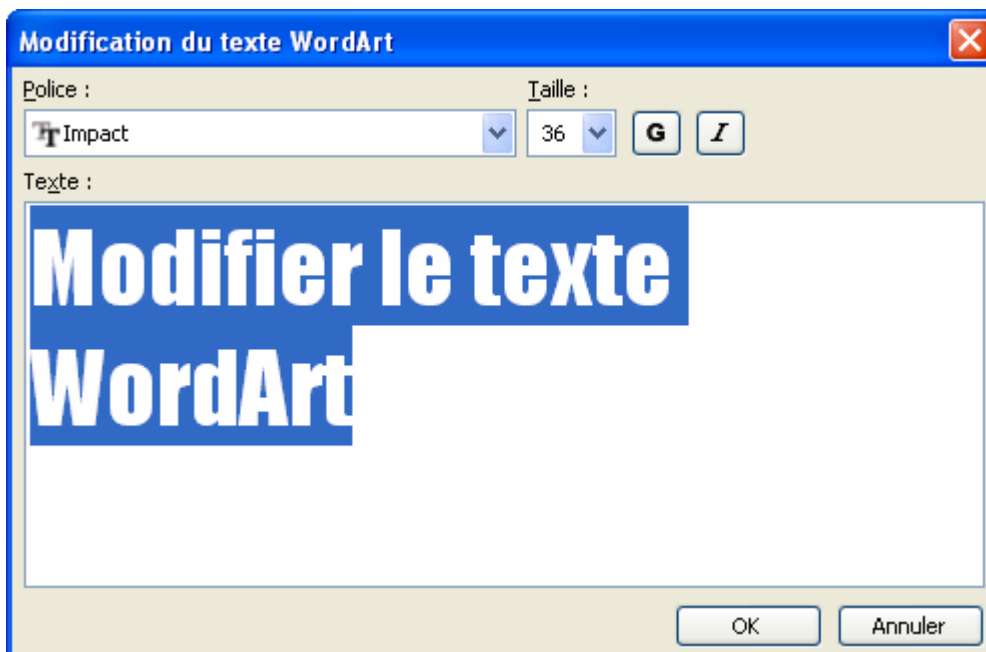 Modification du texte WordArt
Police : Taille :
Impact 36 G I
Texte :
Modifier le texte
WordArt
OK Annuler